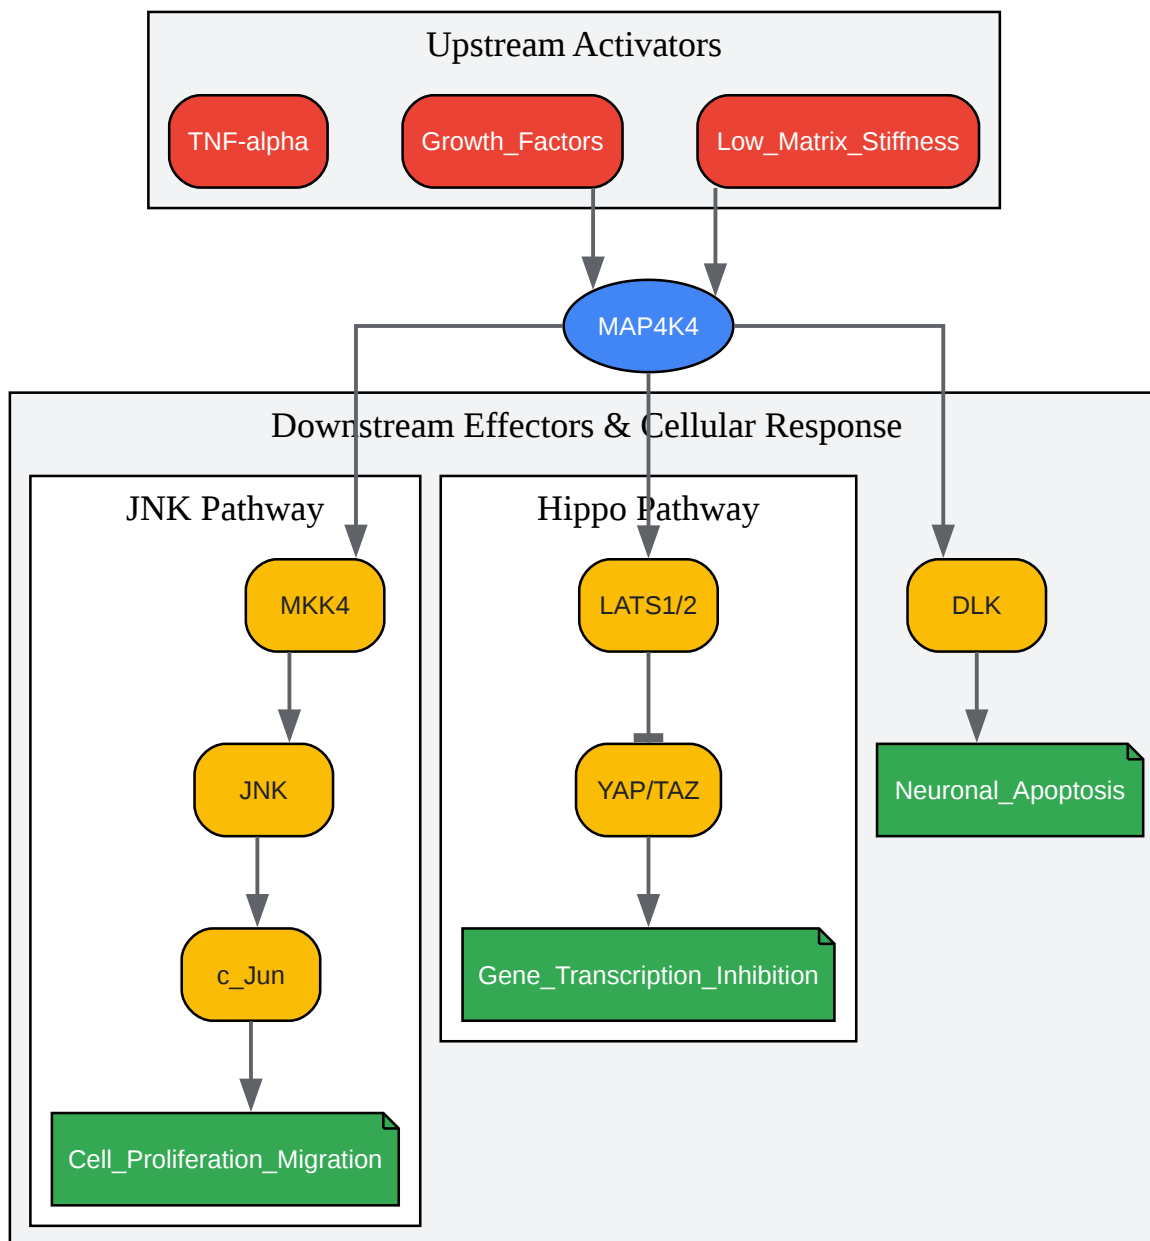 Upstream Activators
TNF-alpha
Growth_Factors
Low_Matrix_Stiffness
MAP4K4
Downstream Effectors & Cellular Response
JNK Pathway
Hippo Pathway
MKK4
LATS1/2
DLK
JNK
YAP/TAZ
Neuronal_Apoptosis
c_Jun
Gene_Transcription_Inhibition
Cell_Proliferation_Migration